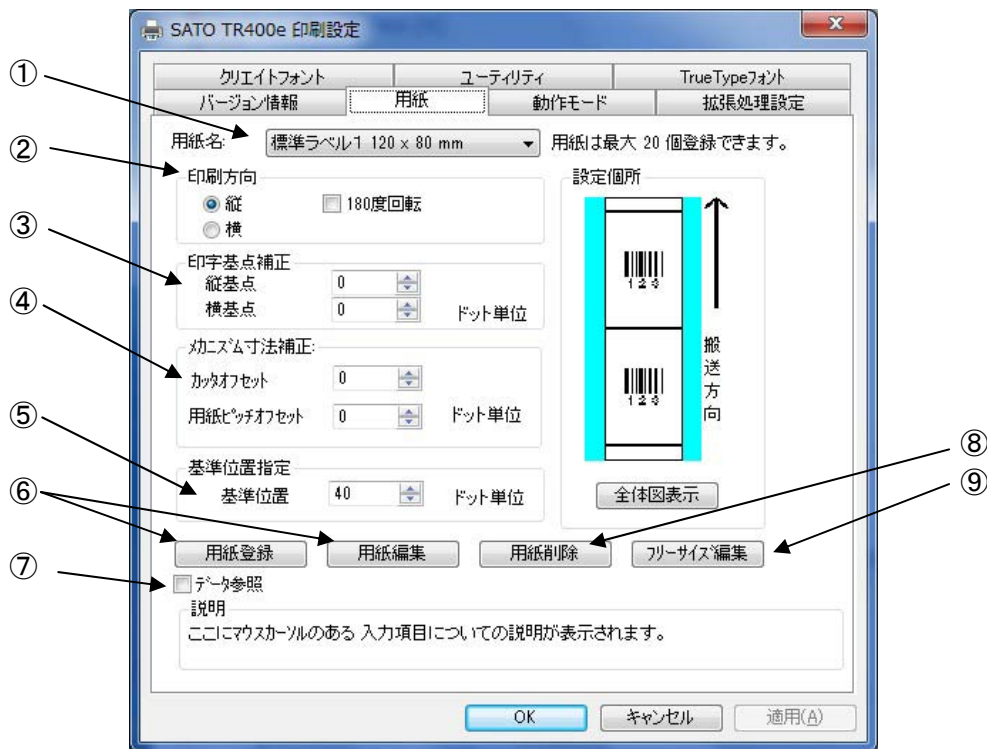 SATO TR400e 印刷設定
クリエイトフォント ユーティリティ TrueTypeフォント
バージョン情報 用紙 動作モード 拡張処理設定
①
用紙名: 標準ラベル1 120 x 80 mm 用紙は最大 20 個登録できます。
②
印刷方向
縦 180度回転
横
③
印字基点補正
縦基点 0
横基点 0 ドット単位
④
メカニズム寸法補正:
カッタオフセット 0
用紙ピッチオフセット 0 ドット単位
⑤
基準位置指定
基準位置 40 ドット単位
設定個所
1 2 3
1 2 3
搬送方向
全体図表示
⑥
⑧
⑨
用紙登録 用紙編集 用紙削除 フリーサイズ編集
⑦
データ参照
説明
ここにマウスカーソルのある 入力項目についての説明が表示されます。
OK キャンセル 適用(A)